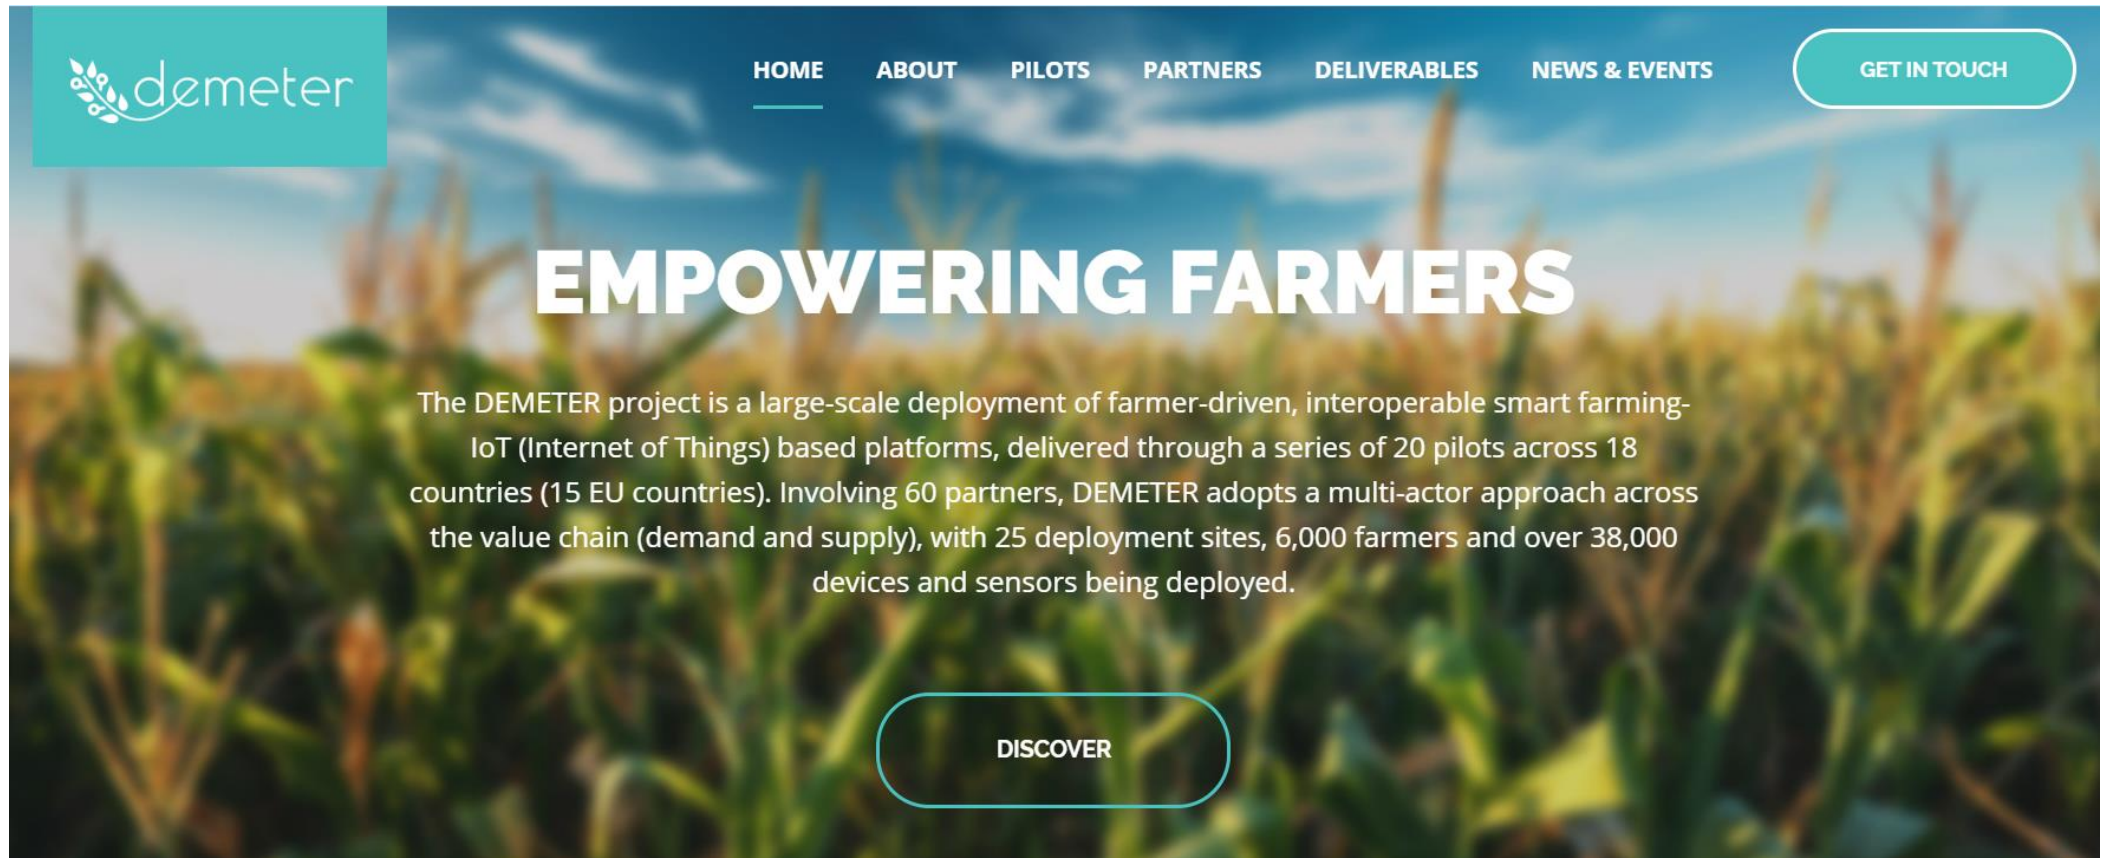 demeter
HOME ABOUT PILOTS PARTNERS DELIVERABLES NEWS & EVENTS GET IN TOUCH
EMPOWERING FARMERS
The DEMETER project is a large-scale deployment of farmer-driven, interoperable smart farming-
IoT (Internet of Things) based platforms, delivered through a series of 20 pilots across 18
countries (15 EU countries). Involving 60 partners, DEMETER adopts a multi-actor approach across
the value chain (demand and supply), with 25 deployment sites, 6,000 farmers and over 38,000
devices and sensors being deployed.
DISCOVER